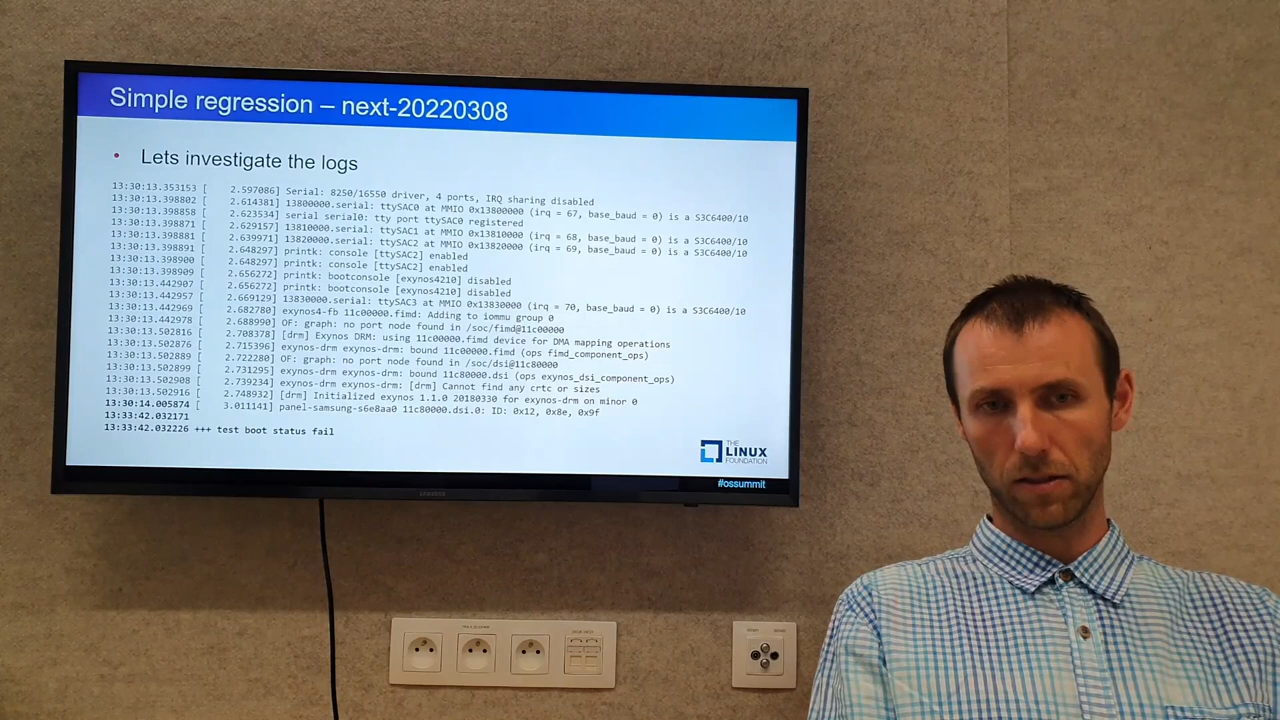 Simple regression – next-20220308
• Lets investigate the logs
13:30:13.353153 [ 2.597086] Serial: 8250/16550 driver, 4 ports, IRQ sharing disabled
13:30:13.398802 [ 2.614381] 13800000.serial: ttySAC0 at MMIO 0x13800000 (irq = 67, base_baud = 0) is a S3C6400/10
13:30:13.398858 [ 2.623534] serial serial0: tty port ttySAC0 registered
13:30:13.398871 [ 2.629157] 13810000.serial: ttySAC1 at MMIO 0x13810000 (irq = 68, base_baud = 0) is a S3C6400/10
13:30:13.398881 [ 2.639971] 13820000.serial: ttySAC2 at MMIO 0x13820000 (irq = 69, base_baud = 0) is a S3C6400/10
13:30:13.398891 [ 2.648297] printk: console [ttySAC2] enabled
13:30:13.398900 [ 2.648297] printk: console [ttySAC2] enabled
13:30:13.398909 [ 2.656272] printk: bootconsole [exynos4210] disabled
13:30:13.442907 [ 2.656272] printk: bootconsole [exynos4210] disabled
13:30:13.442957 [ 2.669129] 13830000.serial: ttySAC3 at MMIO 0x13830000 (irq = 70, base_baud = 0) is a S3C6400/10
13:30:13.442969 [ 2.682780] exynos4-fb 11c00000.fimd: Adding to iommu group 0
13:30:13.442978 [ 2.688990] OF: graph: no port node found in /soc/fimd@11c00000
13:30:13.502816 [ 2.708378] [drm] Exynos DRM: using 11c00000.fimd device for DMA mapping operations
13:30:13.502876 [ 2.715396] exynos-drm exynos-drm: bound 11c00000.fimd (ops fimd_component_ops)
13:30:13.502889 [ 2.722280] OF: graph: no port node found in /soc/dsi@11c80000
13:30:13.502899 [ 2.731295] exynos-drm exynos-drm: bound 11c80000.dsi (ops exynos_dsi_component_ops)
13:30:13.502908 [ 2.739234] exynos-drm exynos-drm: [drm] Cannot find any crtc or sizes
13:30:13.502916 [ 2.748932] [drm] Initialized exynos 1.1.0 20180330 for exynos-drm on minor 0
13:30:14.005874 [ 3.011141] panel-samsung-s6e8aa0 11c80000.dsi.0: ID: 0x12, 0x8e, 0x9f
13:33:42.032171
13:33:42.032226 +++ test boot status fail
THE
LINUX
FOUNDATION
#ossummit
SAMSUNG